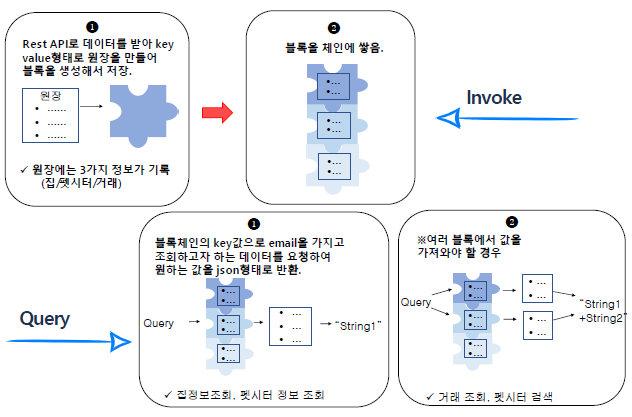 ❶
Rest API로 데이터를 받아 key
value형태로 원장을 만들어
블록을 생성해서 저장.
원장
• ……
• ……
• ……
✓ 원장에는 3가지 정보가 기록
(집/펫시터/거래)
❷
블록을 체인에 쌓음.
•...
•...
•...
•...
•...
•...
Invoke
Query
❶
블록체인의 key값으로 email을 가지고
조회하고자 하는 데이터를 요청하여
원하는 값을 json형태로 반환.
•...
•...
•...
•...
•...
•...
Query
• ...
• ...
• ...
“String1”
✓ 집정보조회, 펫시터 정보 조회
❷
※여러 블록에서 값을
가져와야 할 경우
•...
•...
•...
•...
•...
•...
Query
• ...
• ...
• ...
• ...
“String1
+String2”
✓ 거래 조회, 펫시터 검색